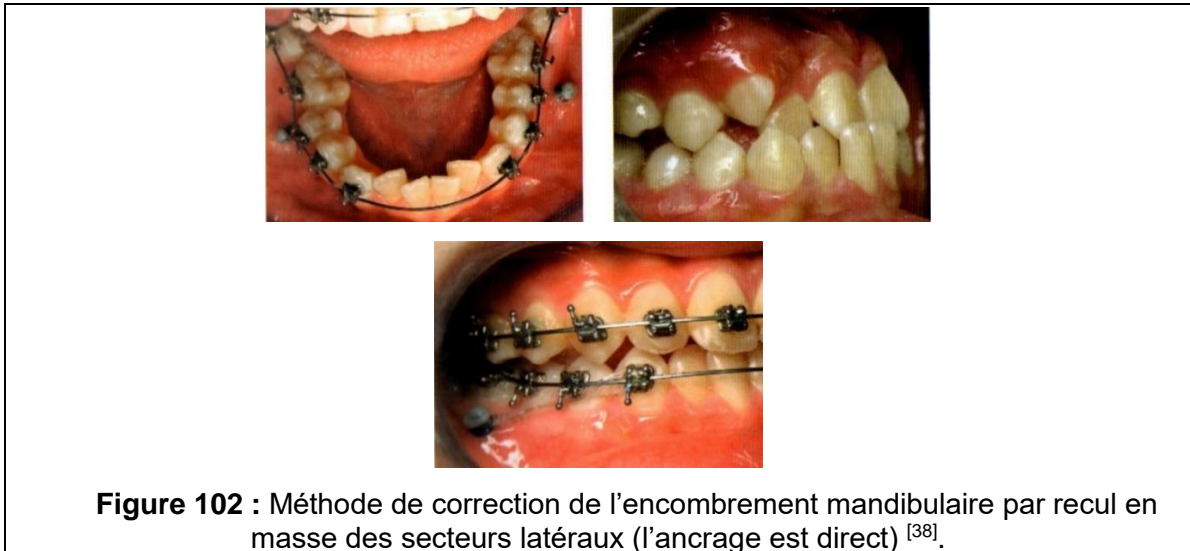 Figure 102 : Méthode de correction de l’encombrement mandibulaire par recul en
masse des secteurs latéraux (l’ancrage est direct) [38].